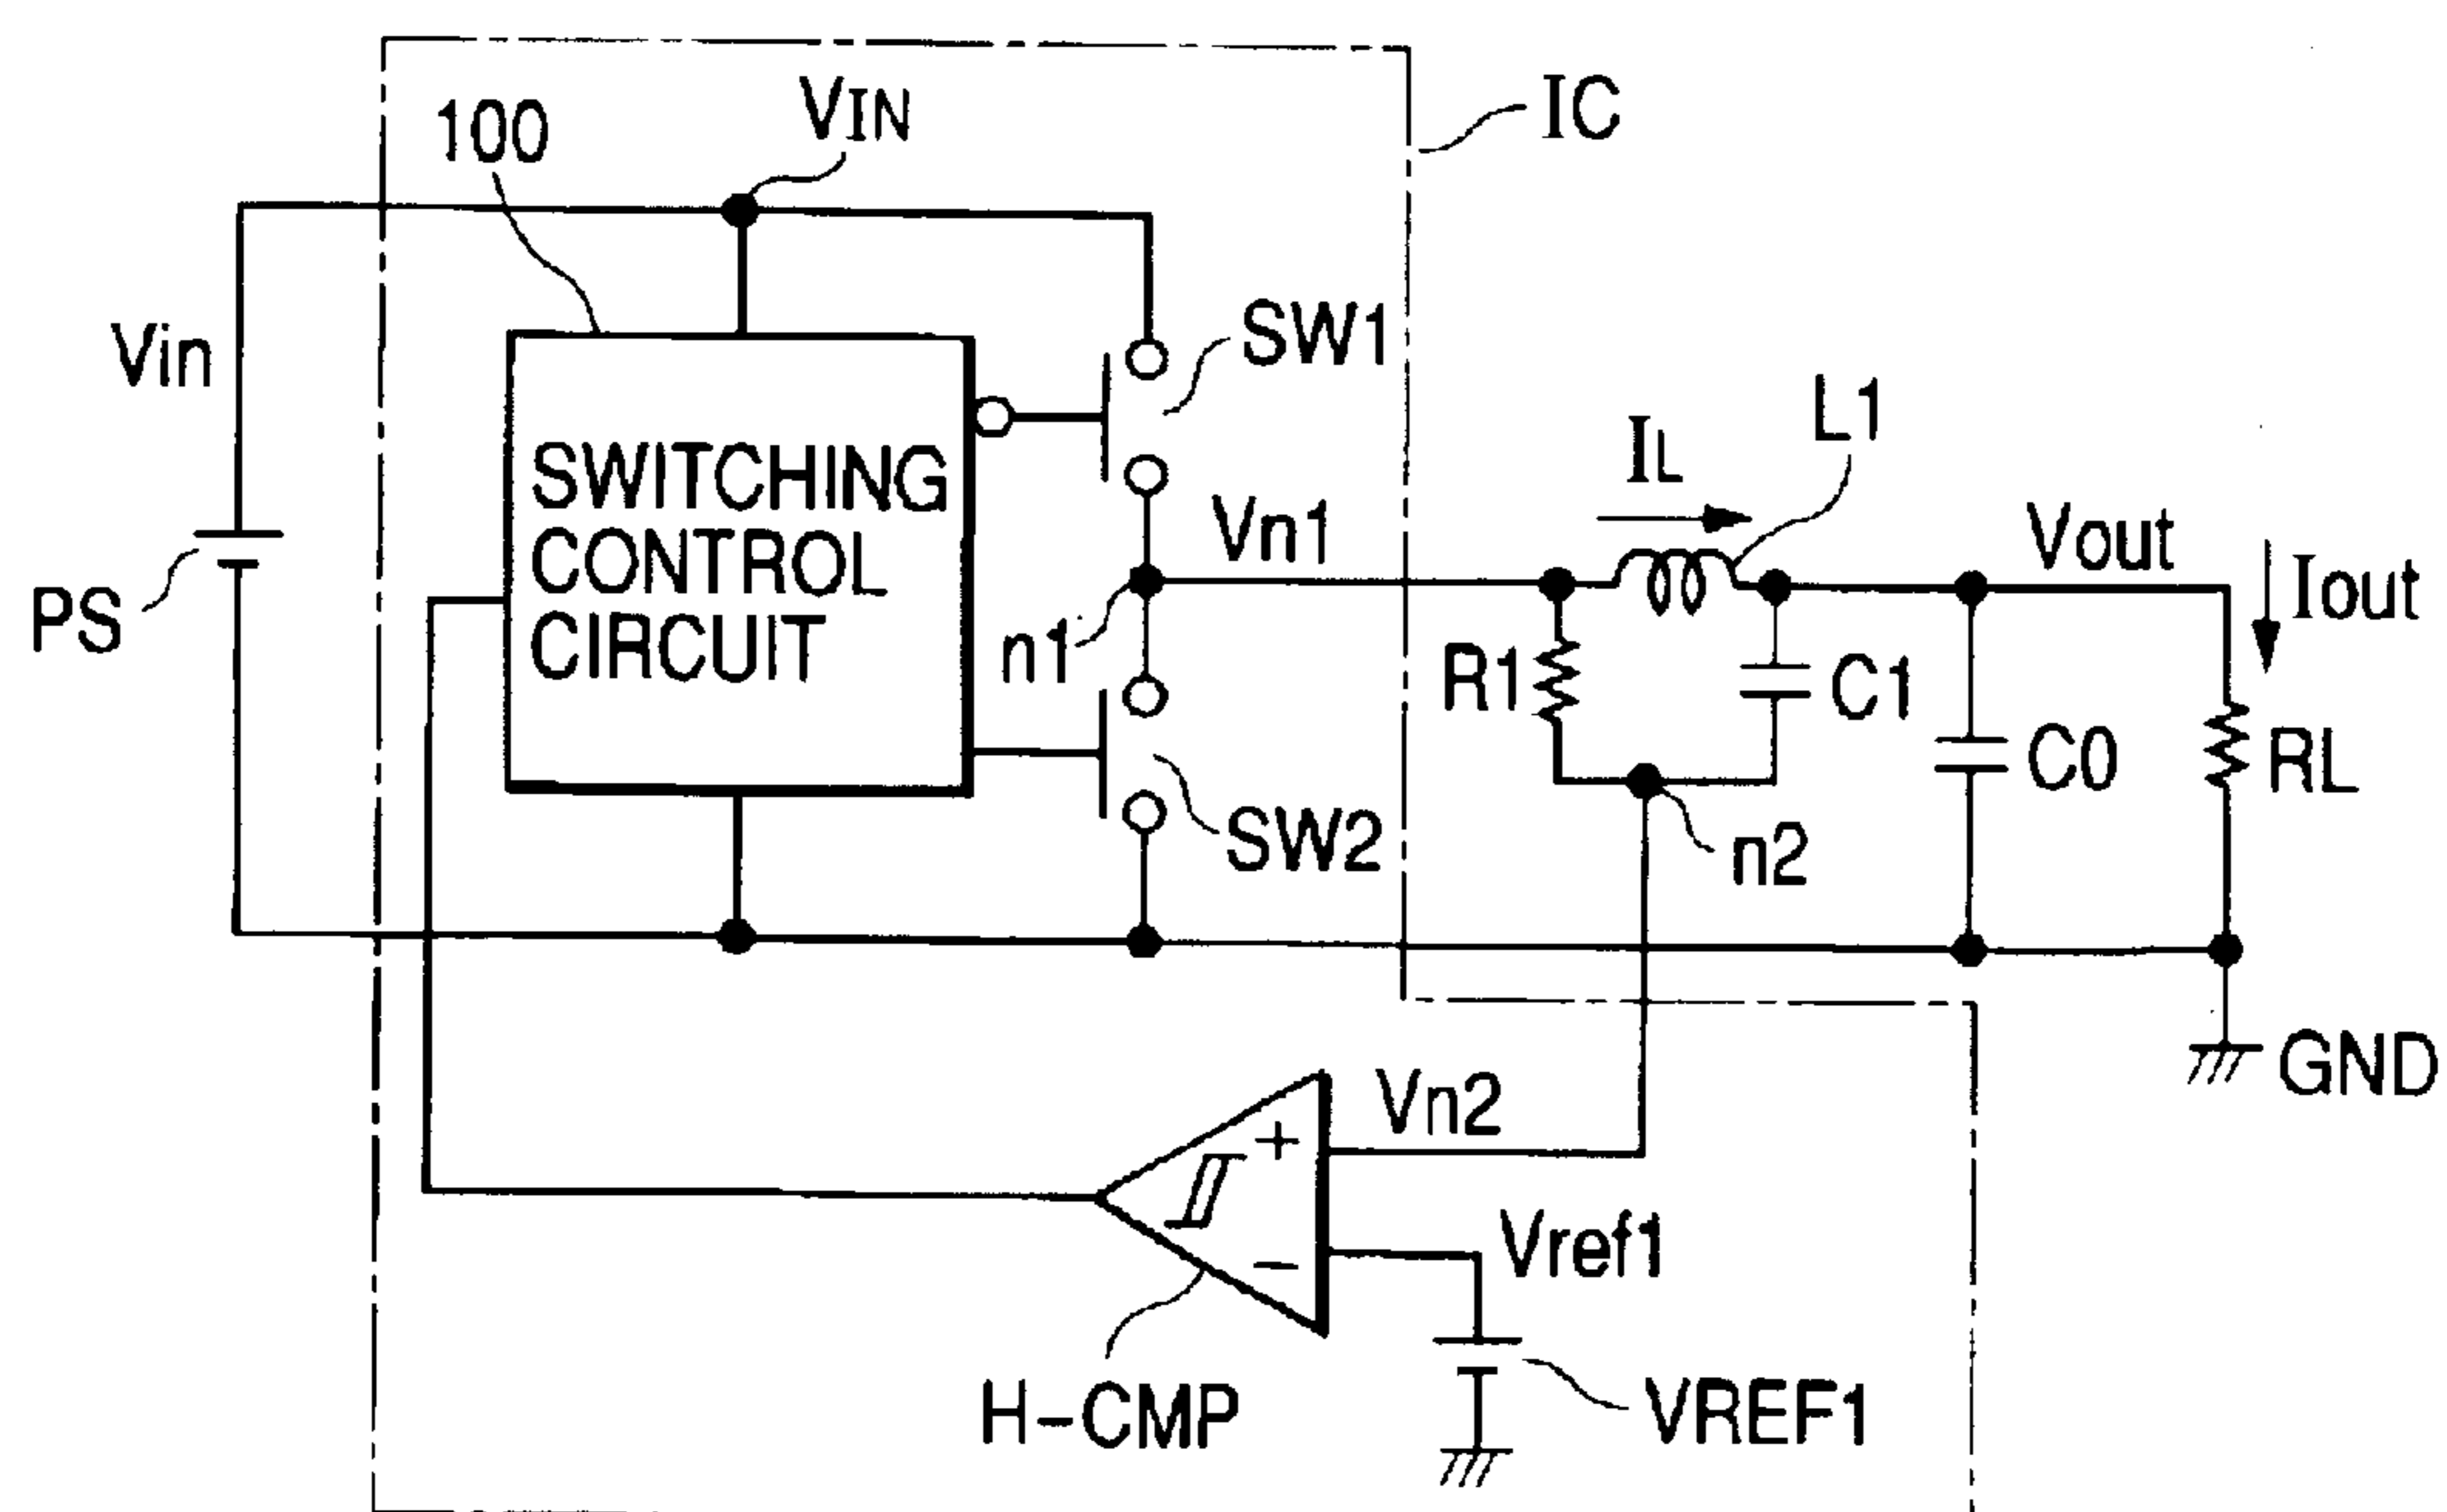 IC
VIN
100
SW1
Vin
L1
IL
SWITCHING
CONTROL
CIRCUIT
Vn1
Vout
Iout
PS
n1
R1
C1
C0
RL
SW2
n2
GND
Vn2
+
Vref1
−
H-CMP
VREF1